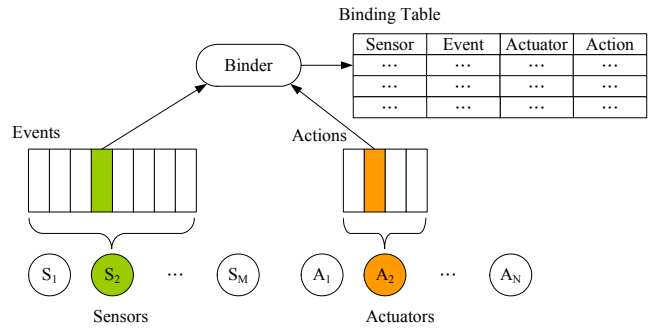 Binding Table
Sensor Event Actuator Action
... ... ... ...
... ... ... ...
... ... ... ...
Binder
Events
Actions
S1 S2 ... SM A1 A2 ... AN
Sensors Actuators